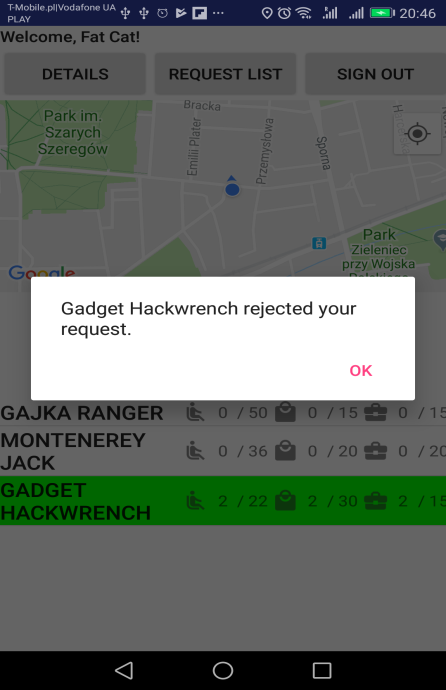 T-Mobile.pl|Vodafone UA
PLAY
20:46
Welcome, Fat Cat!
DETAILS
REQUEST LIST
SIGN OUT
Bracka
Park im.
Szarych
Szeregów
Emilii Plater
Przemysłowa
Sporna
Park
Zieleniec
przy Wojska
Polskiego
Google
Gadget Hackwrench rejected your
request.
OK
GAJKA RANGER 0 / 50 0 / 15 0 / 15
MONTENEREY
JACK 0 / 36 0 / 20 0 / 20
GADGET
HACKWRENCH 2 / 22 2 / 30 2 / 15